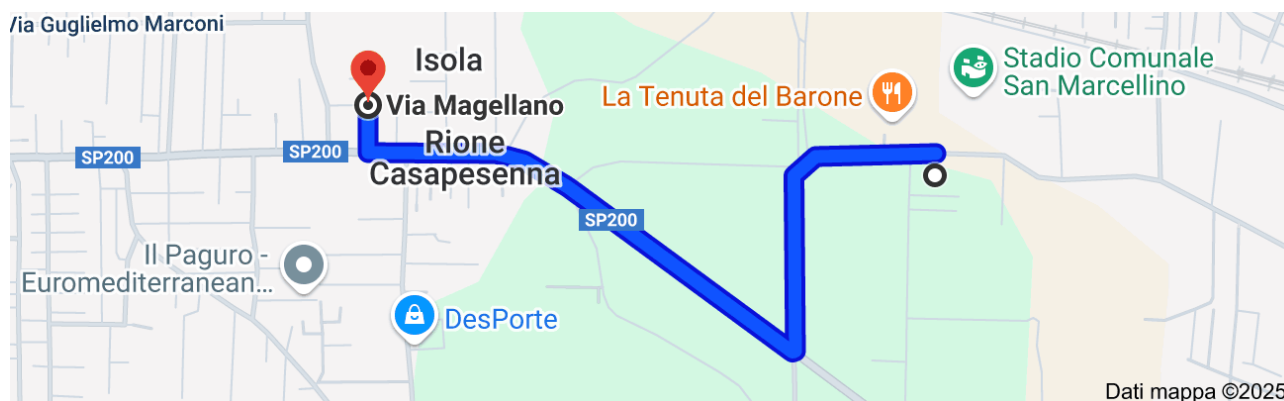 Via Guglielmo Marconi
Isola
Via Magellano
Rione
Casapesenna
SP200
SP200
SP200
La Tenuta del Barone
Stadio Comunale
San Marcellino
Il Paguro -
Euromediterranean...
DesPorte
Dati mappa ©2025